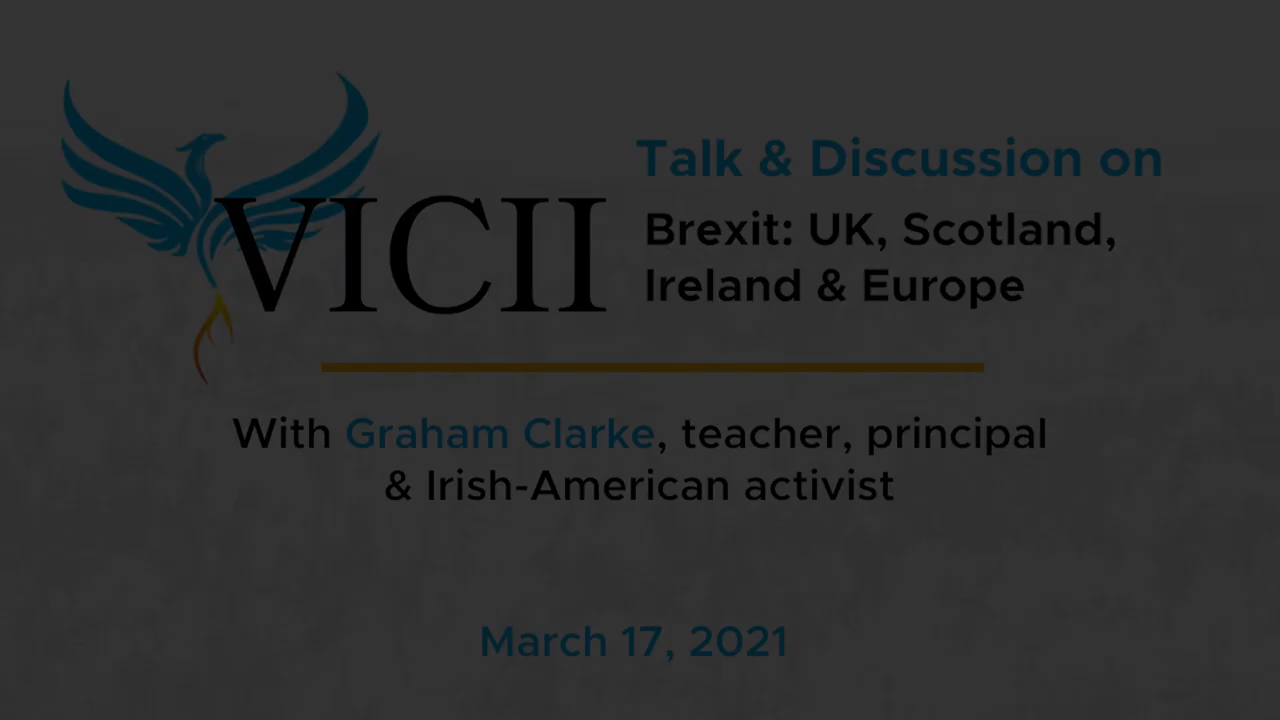 VICII
Talk & Discussion on
Brexit: UK, Scotland,
Ireland & Europe
With Graham Clarke, teacher, principal
& Irish-American activist
March 17, 2021